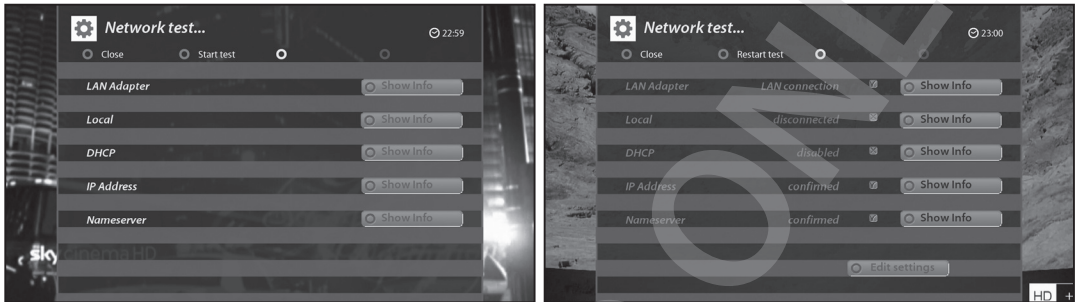 Network test...
22:59
Close Start test
LAN Adapter Show Info
Local Show Info
DHCP Show Info
IP Address Show Info
Nameserver Show Info
sky cinema HD
Network test...
23:00
Close Restart test
LAN Adapter LAN connection Show Info
Local disconnected Show Info
DHCP disabled Show Info
IP Address confirmed Show Info
Nameserver confirmed Show Info
Edit settings
HD +
ONL